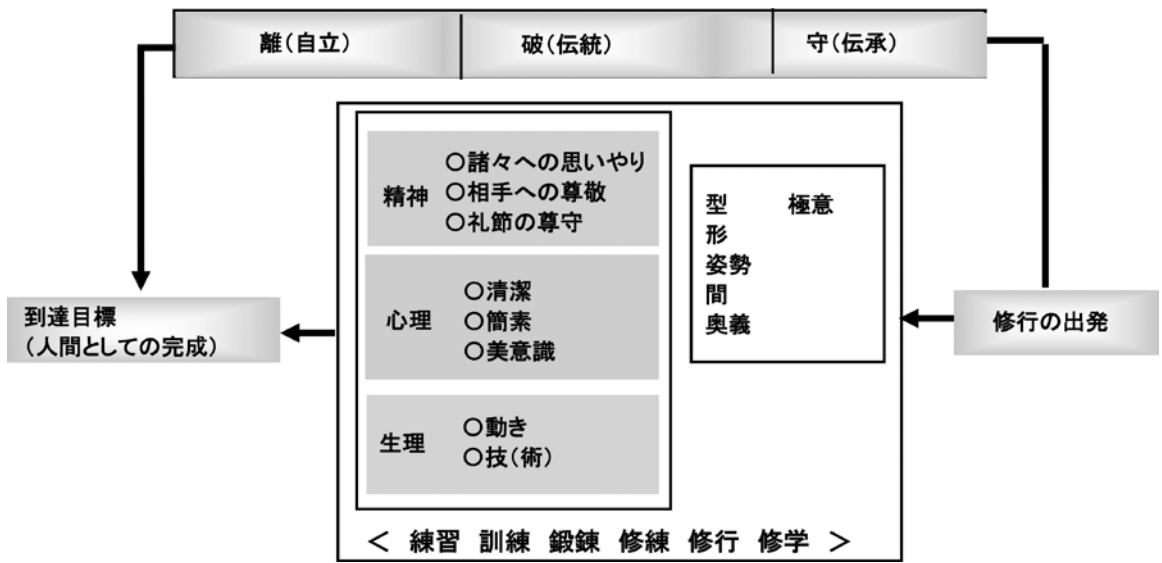 離(自立)
破(伝統)
守(伝承)
精神
○諸々への思いやり
○相手への尊敬
○礼節の尊守
心理
○清潔
○簡素
○美意識
生理
○動き
○技(術)
型 極意
形
姿勢
間
奥義
到達目標
(人間としての完成)
修行の出発
< 練習 訓練 鍛錬 修練 修行 修学 >